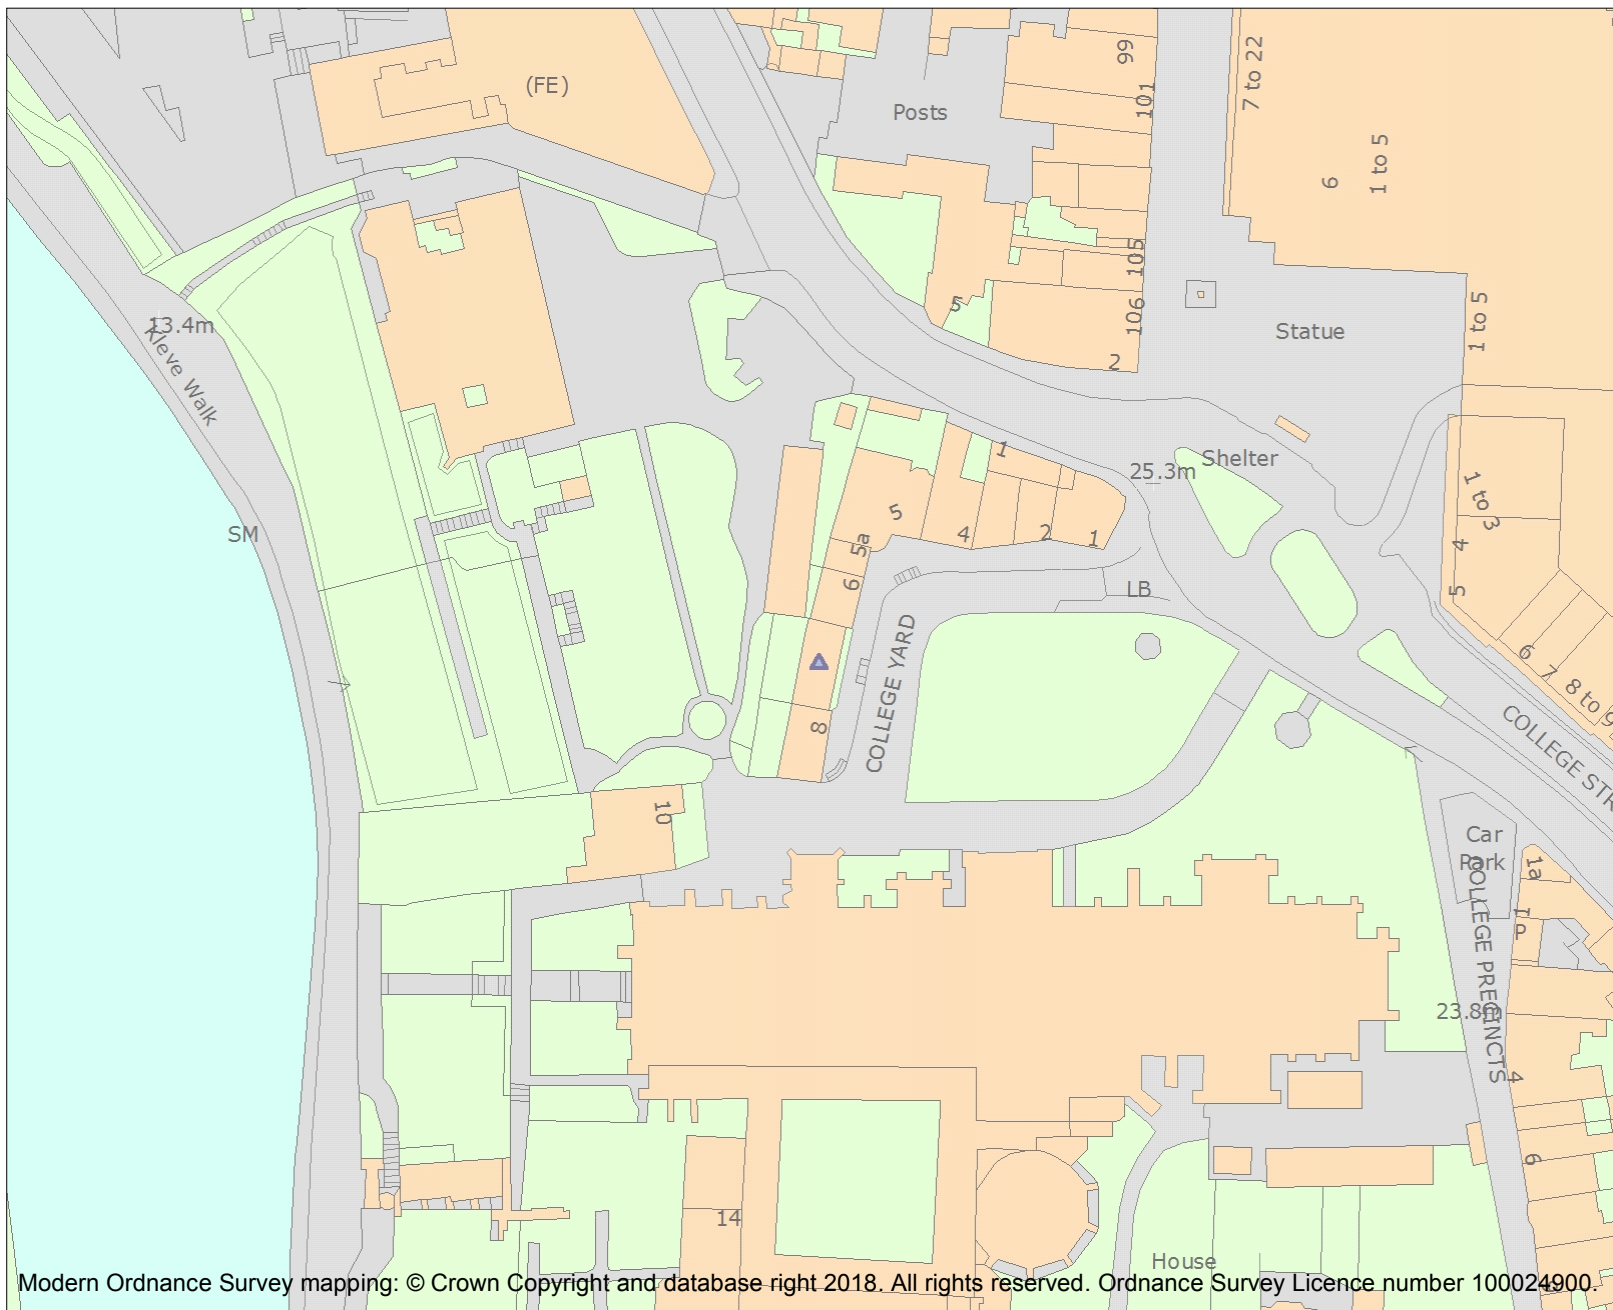 (FE)
Posts
99
101
7 to 22
6
1 to 5
105
106
5
2
Statue
1 to 5
13.4m
Kleve Walk
SM
1
25.3m
Shelter
1 to 3
4
5
5
4
2
1
5a
6
LB
COLLEGE YARD
8
6
7
8 to 9
COLLEGE STR
10
Car
Park
COLLEGE PRECINCTS
1a
1
P
23.8m
4
6
14
House
Modern Ordnance Survey mapping: © Crown Copyright and database right 2018. All rights reserved. Ordnance Survey Licence number 100024900.